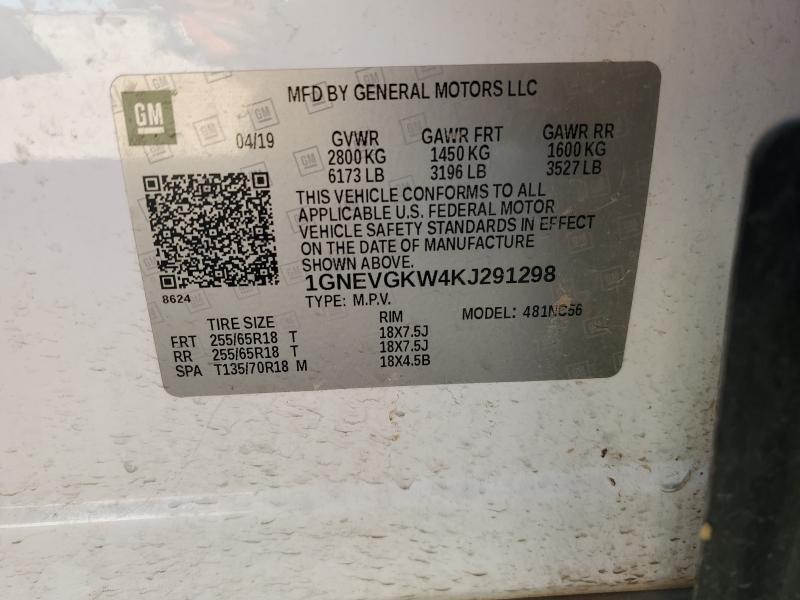 GM
MFD BY GENERAL MOTORS LLC
04/19
GVWR GAWR FRT GAWR RR
2800 KG 1450 KG 1600 KG
6173 LB 3196 LB 3527 LB
THIS VEHICLE CONFORMS TO ALL
APPLICABLE U.S. FEDERAL MOTOR
VEHICLE SAFETY STANDARDS IN EFFECT
ON THE DATE OF MANUFACTURE
SHOWN ABOVE.
1GNEVGKW4KJ291298
8624
TYPE: M.P.V. MODEL: 481NC56
TIRE SIZE RIM
FRT 255/65R18 T 18X7.5J
RR 255/65R18 T 18X7.5J
SPA T135/70R18 M 18X4.5B